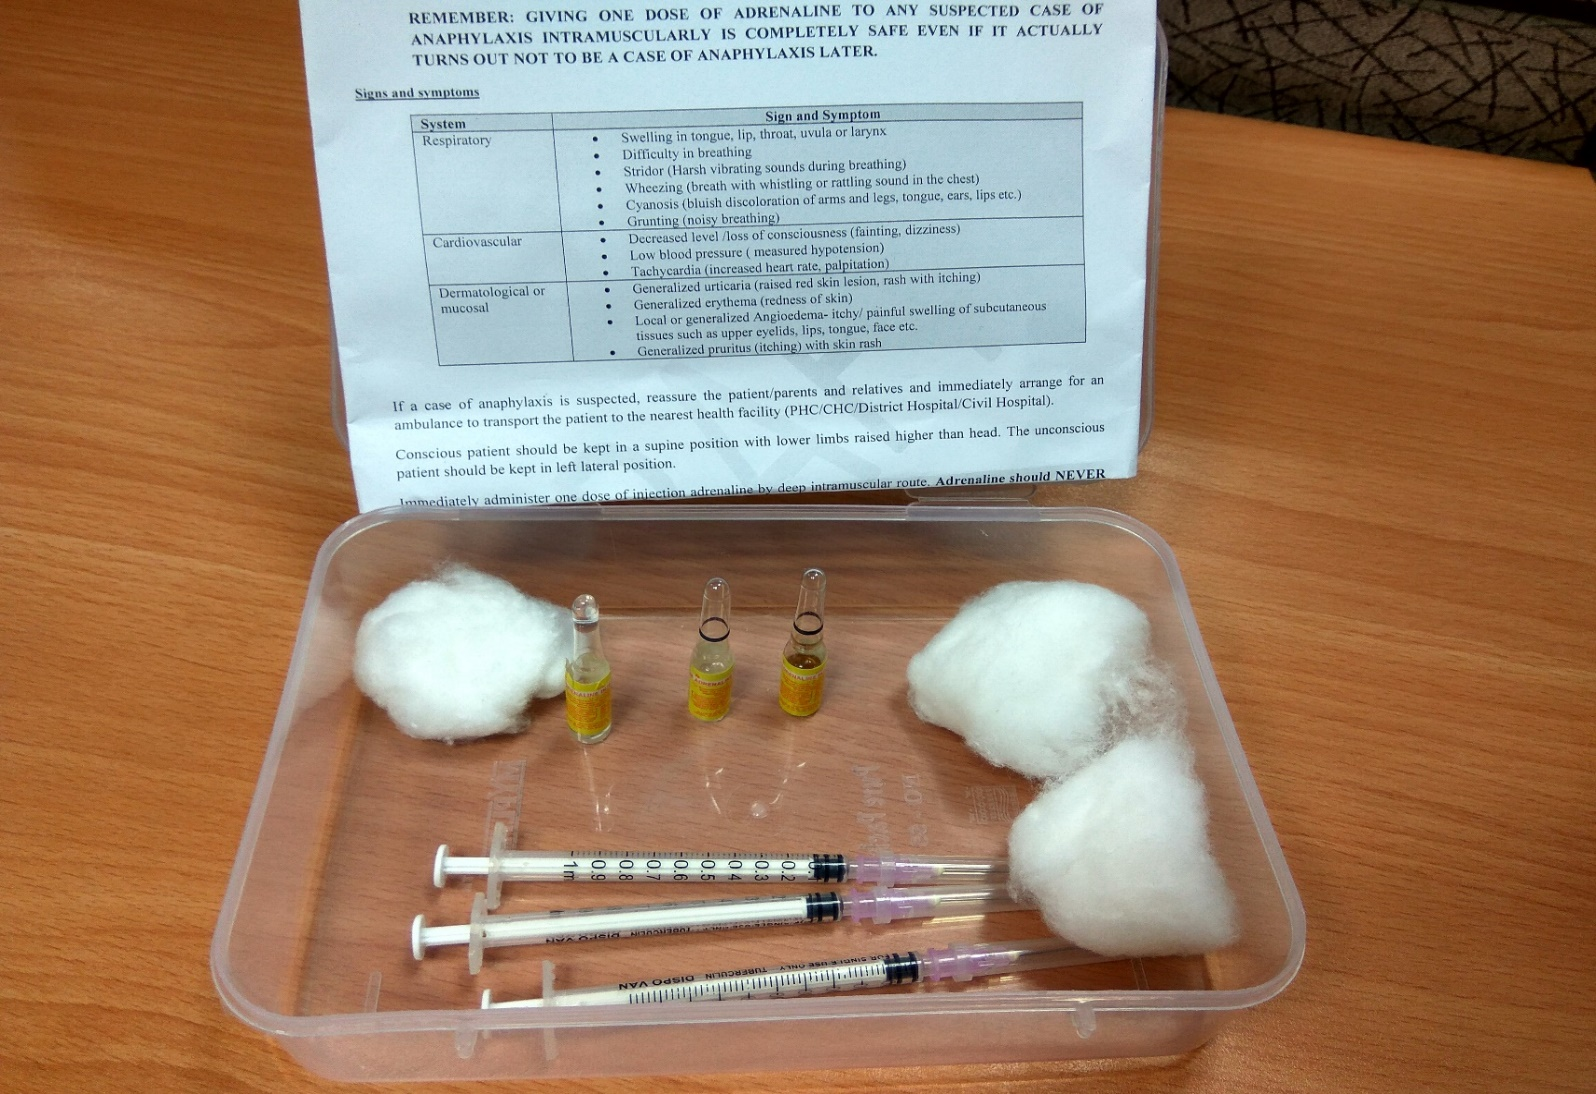 REMEMBER: GIVING ONE DOSE OF ADRENALINE TO ANY SUSPECTED CASE OF
ANAPHYLAXIS INTRAMUSCULARLY IS COMPLETELY SAFE EVEN IF IT ACTUALLY
TURNS OUT NOT TO BE A CASE OF ANAPHYLAXIS LATER.
Signs and symptoms
System
Sign and Symptom
Respiratory
• Swelling in tongue, lip, throat, uvula or larynx
• Difficulty in breathing
• Stridor (Harsh vibrating sounds during breathing)
• Wheezing (breath with whistling or rattling sound in the chest)
• Cyanosis (bluish discoloration of arms and legs, tongue, ears, lips etc.)
• Grunting (noisy breathing)
Cardiovascular
• Decreased level /loss of consciousness (fainting, dizziness)
• Low blood pressure ( measured hypotension)
• Tachycardia (increased heart rate, palpitation)
Dermatological or
mucosal
• Generalized urticaria (raised red skin lesion, rash with itching)
• Generalized erythema (redness of skin)
• Local or generalized Angioedema- itchy/ painful swelling of subcutaneous
tissues such as upper eyelids, lips, tongue, face etc.
• Generalized pruritus (itching) with skin rash
If a case of anaphylaxis is suspected, reassure the patient/parents and relatives and immediately arrange for an
ambulance to transport the patient to the nearest health facility (PHC/CHC/District Hospital/Civil Hospital).
Conscious patient should be kept in a supine position with lower limbs raised higher than head. The unconscious
patient should be kept in left lateral position.
Immediately administer one dose of injection adrenaline by deep intramuscular route. Adrenaline should NEVER
1m 0.9 0.8 0.7 0.6 0.5 0.4 0.3 0.2
DISPO VAN TUBERCULIN
DISPO VAN TUBERCULIN FOR SINGLE USE ONLY